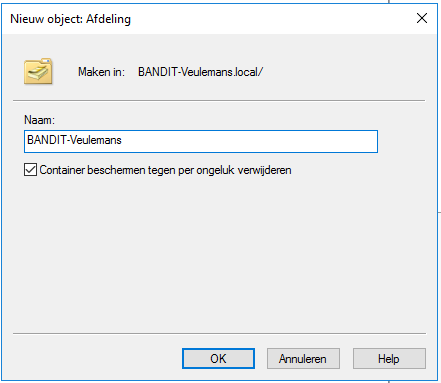 Nieuw object: Afdeling
Maken in: BANDIT-Veulemans.local/
Naam:
BANDIT-Veulemans
Container beschermen tegen per ongeluk verwijderen
OK Annuleren Help